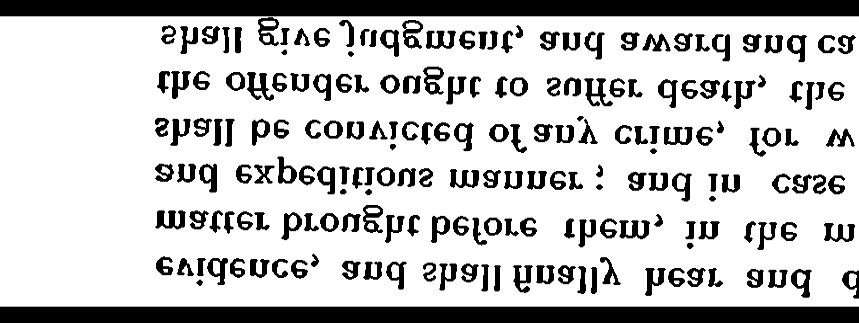 evidence, and shall finally hear and d
matter brought before them, in the m
and expeditious manner; and in case
shall be convicted of any crime, for w
the offender ought to suffer death, the
shall give judgment, and award and ca